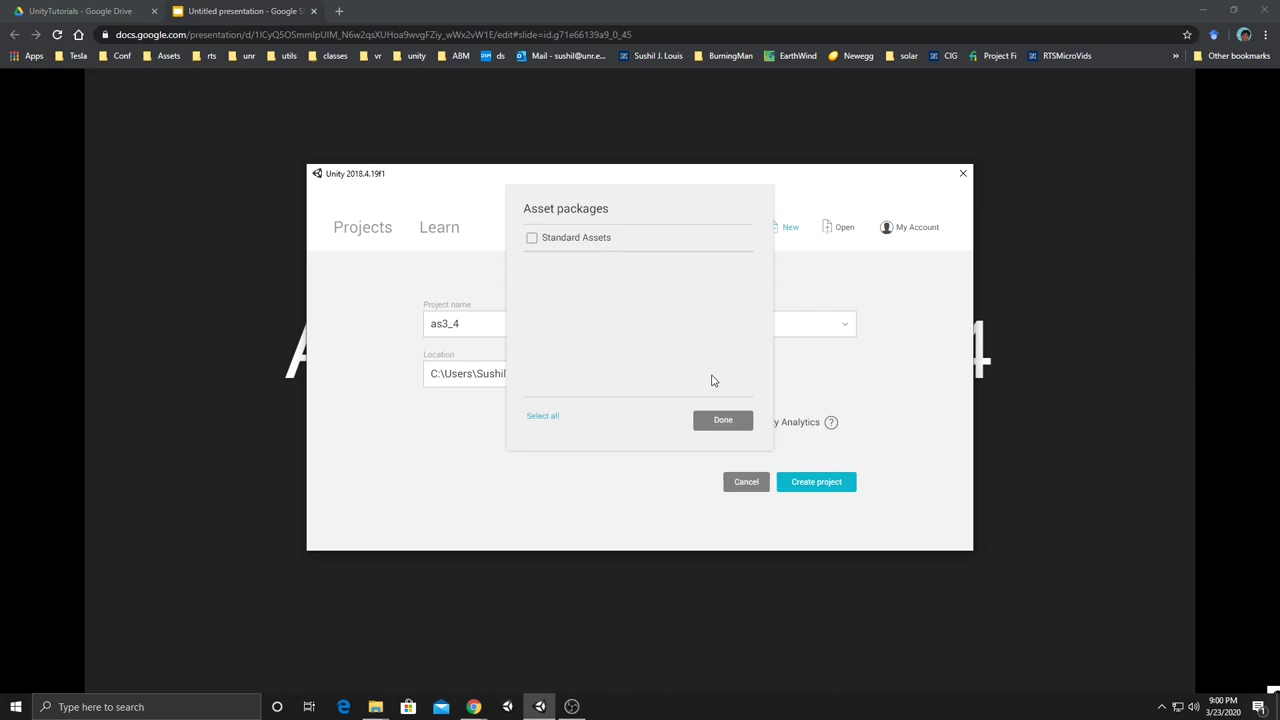 UnityTutorials - Google Drive
Untitled presentation - Google S
docs.google.com/presentation/d/1lCyQ5OSmmIpUIM_N6w2qsXUHoa9wvgFZiy_wWx2vW1E/edit#slide=id.g71e66139a9_0_45
Apps Tesla Conf Assets rts unr utils classes vr unity ABM ds Mail - sushil@unr.e... Sushil J. Louis BurningMan EarthWind Newegg solar CIG Project Fi RTSMicroVids » Other bookmarks
Unity 2018.4.19f1
Asset packages
Projects Learn New Open My Account
Standard Assets
Project name
as3_4
Location
C:\Users\Sushil
Select all Done
y Analytics ?
Cancel Create project
A 4
Type here to search
9:00 PM
3/23/2020